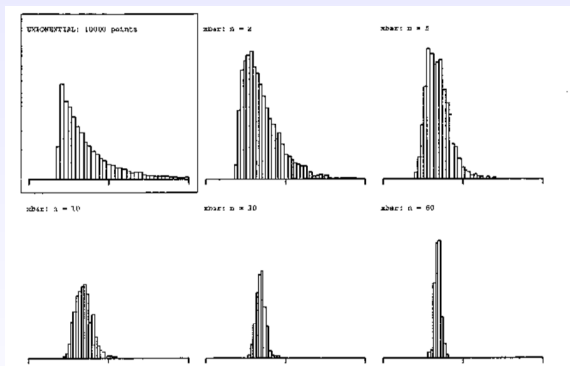 EXPONENTIAL: 10000 points
xbar: n = 2
xbar: n = 5
xbar: n = 10
xbar: n = 30
xbar: n = 60